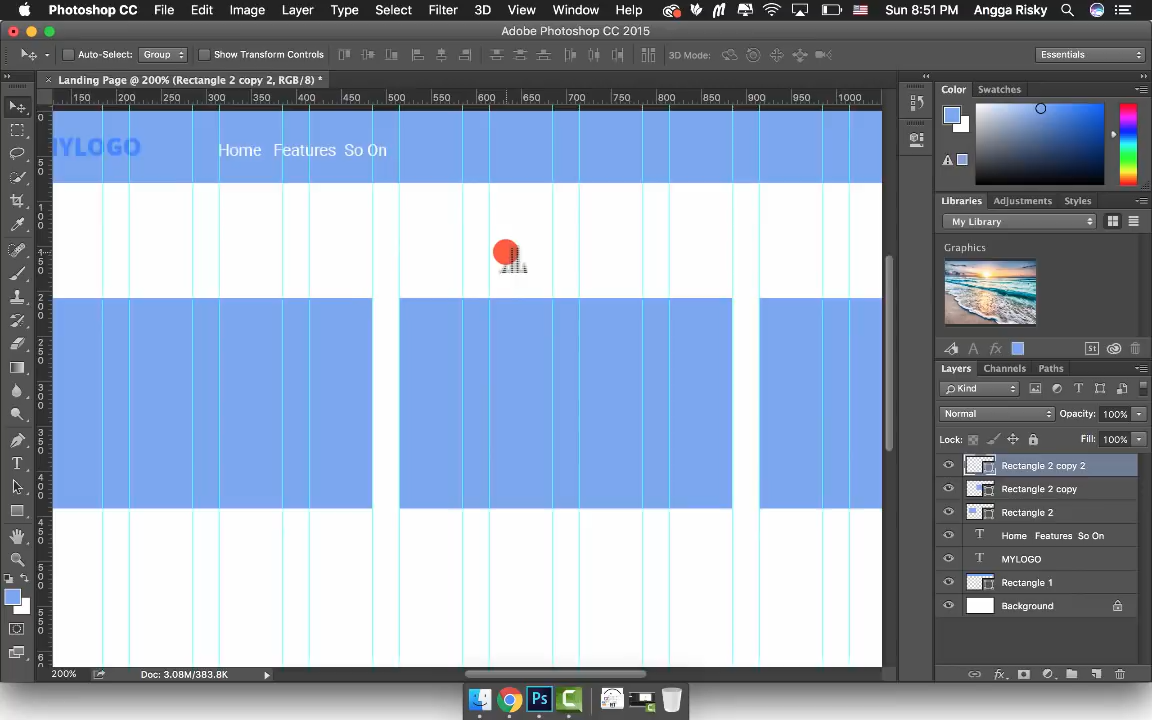 Photoshop CC File Edit Image Layer Type Select Filter 3D View Window Help Sun 8:51 PM Angga Risky
Adobe Photoshop CC 2015
Auto-Select: Group Show Transform Controls 3D Mode: Essentials
Landing Page @ 200% (Rectangle 2 copy 2, RGB/8) *
150 200 250 300 350 400 450 500 550 600 650 700 750 800 850 900 950 1000
Color Swatches
MYLOGO Home Features So On
Libraries Adjustments Styles
My Library
Graphics
St
Layers Channels Paths
Kind
Normal Opacity: 100%
Lock: Fill: 100%
Rectangle 2 copy 2
Rectangle 2 copy
Rectangle 2
Home Features So On
MYLOGO
Rectangle 1
Background
200% Doc: 3.08M/383.8K
Ps